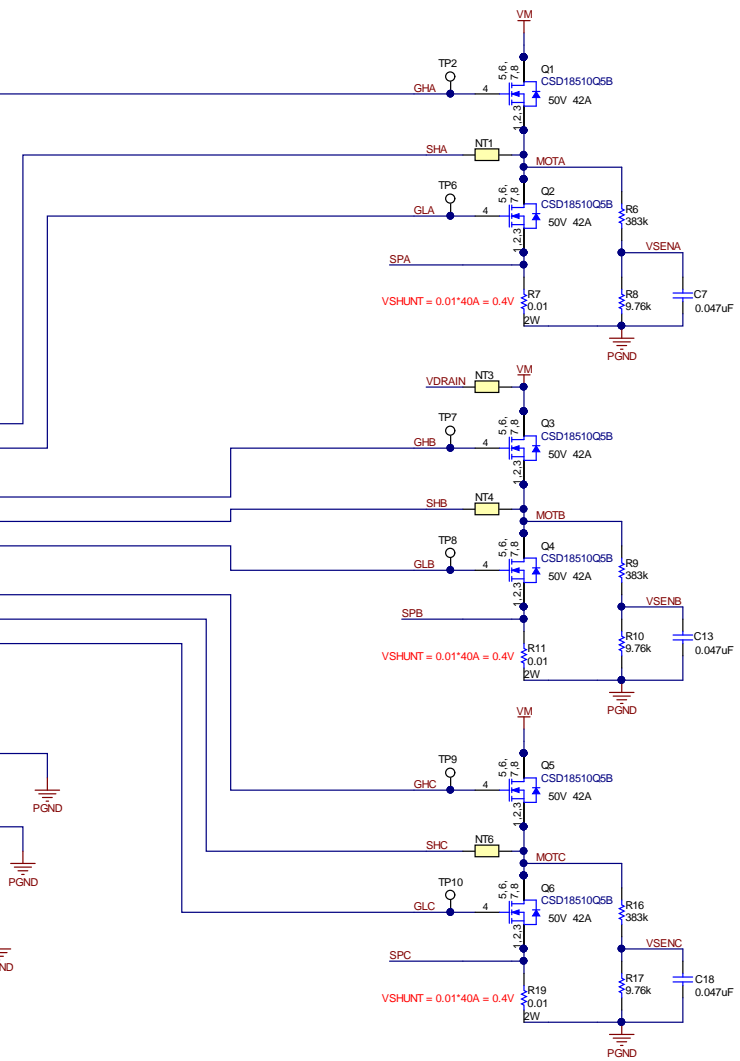 VM
TP2
5,6,
7,8
Q1
CSD18510Q5B
GHA
4
50V 42A
1,2,3
SHA
NT1
MOTA
TP6
5,6,
7,8
Q2
CSD18510Q5B
GLA
4
50V 42A
1,2,3
R6
383k
SPA
VSENA
VSHUNT = 0.01*40A = 0.4V
R7
0.01
2W
R8
9.76k
C7
0.047uF
PGND
VM
VDRAIN
NT3
TP7
5,6,
7,8
Q3
CSD18510Q5B
GHB
4
50V 42A
1,2,3
SHB
NT4
MOTB
TP8
5,6,
7,8
Q4
CSD18510Q5B
GLB
4
50V 42A
1,2,3
R9
383k
SPB
VSENB
VSHUNT = 0.01*40A = 0.4V
R11
0.01
2W
R10
9.76k
C13
0.047uF
PGND
VM
TP9
5,6,
7,8
Q5
CSD18510Q5B
GHC
4
50V 42A
1,2,3
PGND
SHC
NT6
MOTC
PGND
TP10
5,6,
7,8
Q6
CSD18510Q5B
GLC
4
50V 42A
1,2,3
R16
383k
SPC
VSENC
ND
VSHUNT = 0.01*40A = 0.4V
R19
0.01
2W
R17
9.76k
C18
0.047uF
PGND